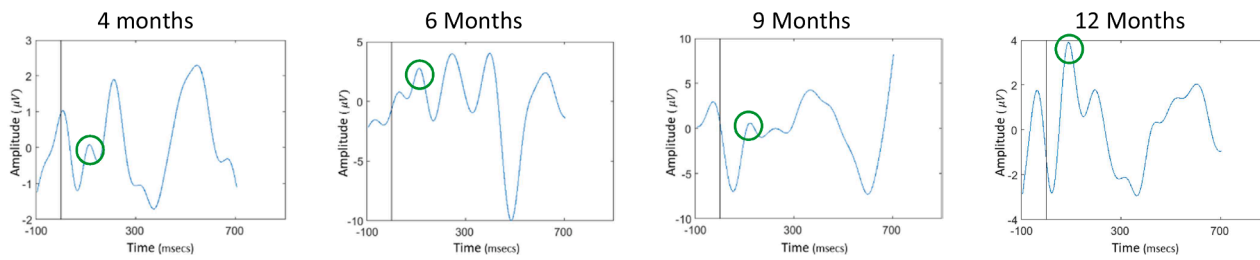 4 months
3
2
1
0
-1
-2
-100
300
700
Amplitude ( μV)
Time (msecs)
6 Months
5
0
-5
-10
-100
300
700
Amplitude ( μV)
Time (msecs)
9 Months
10
5
0
-5
-10
-100
300
700
Amplitude ( μV)
Time (msecs)
12 Months
4
2
0
-2
-4
-100
300
700
Amplitude ( μV)
Time (msecs)